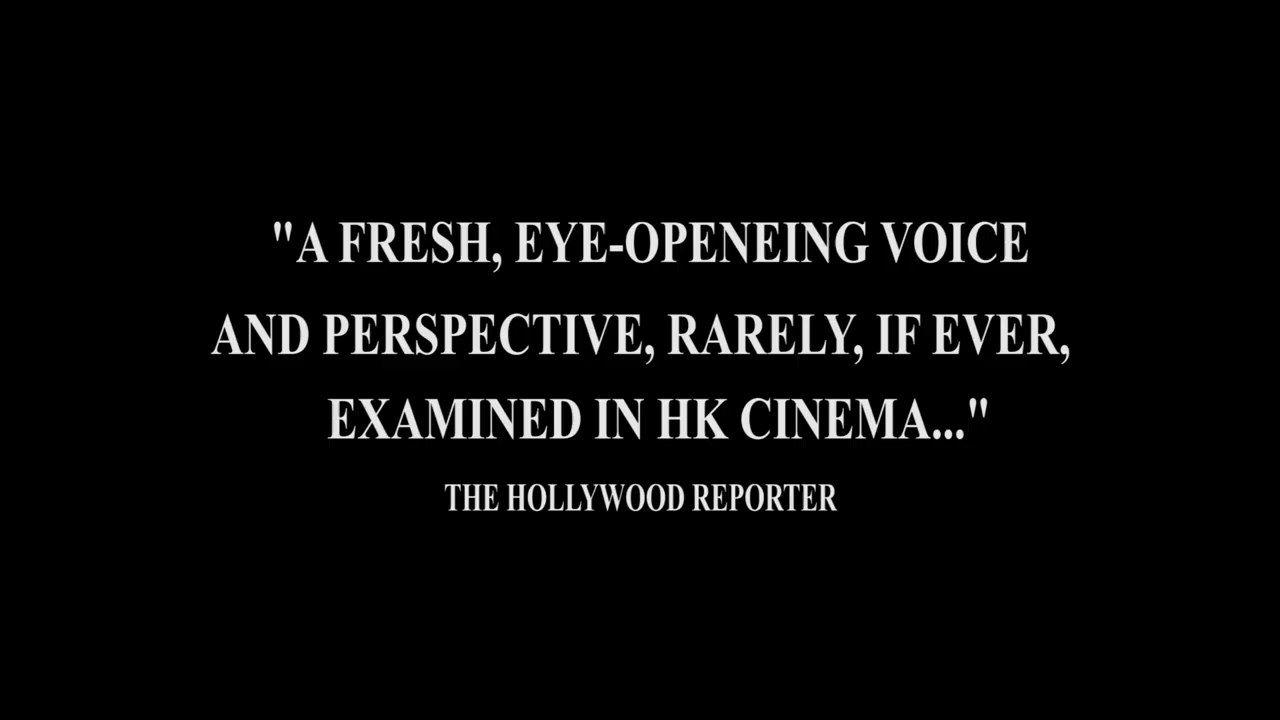 "A FRESH, EYE-OPENEING VOICE
AND PERSPECTIVE, RARELY, IF EVER,
EXAMINED IN HK CINEMA..."
THE HOLLYWOOD REPORTER